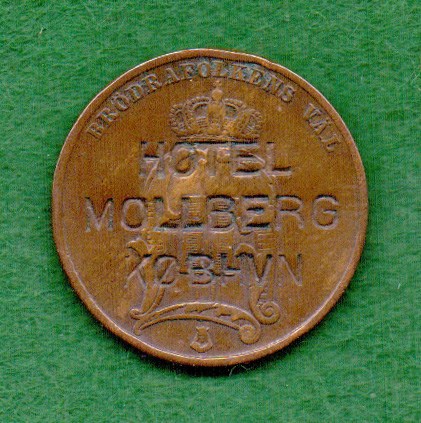 BRÖDRAFOLKENS VÄL
HOTEL
MOLLBERG
KØBHVN